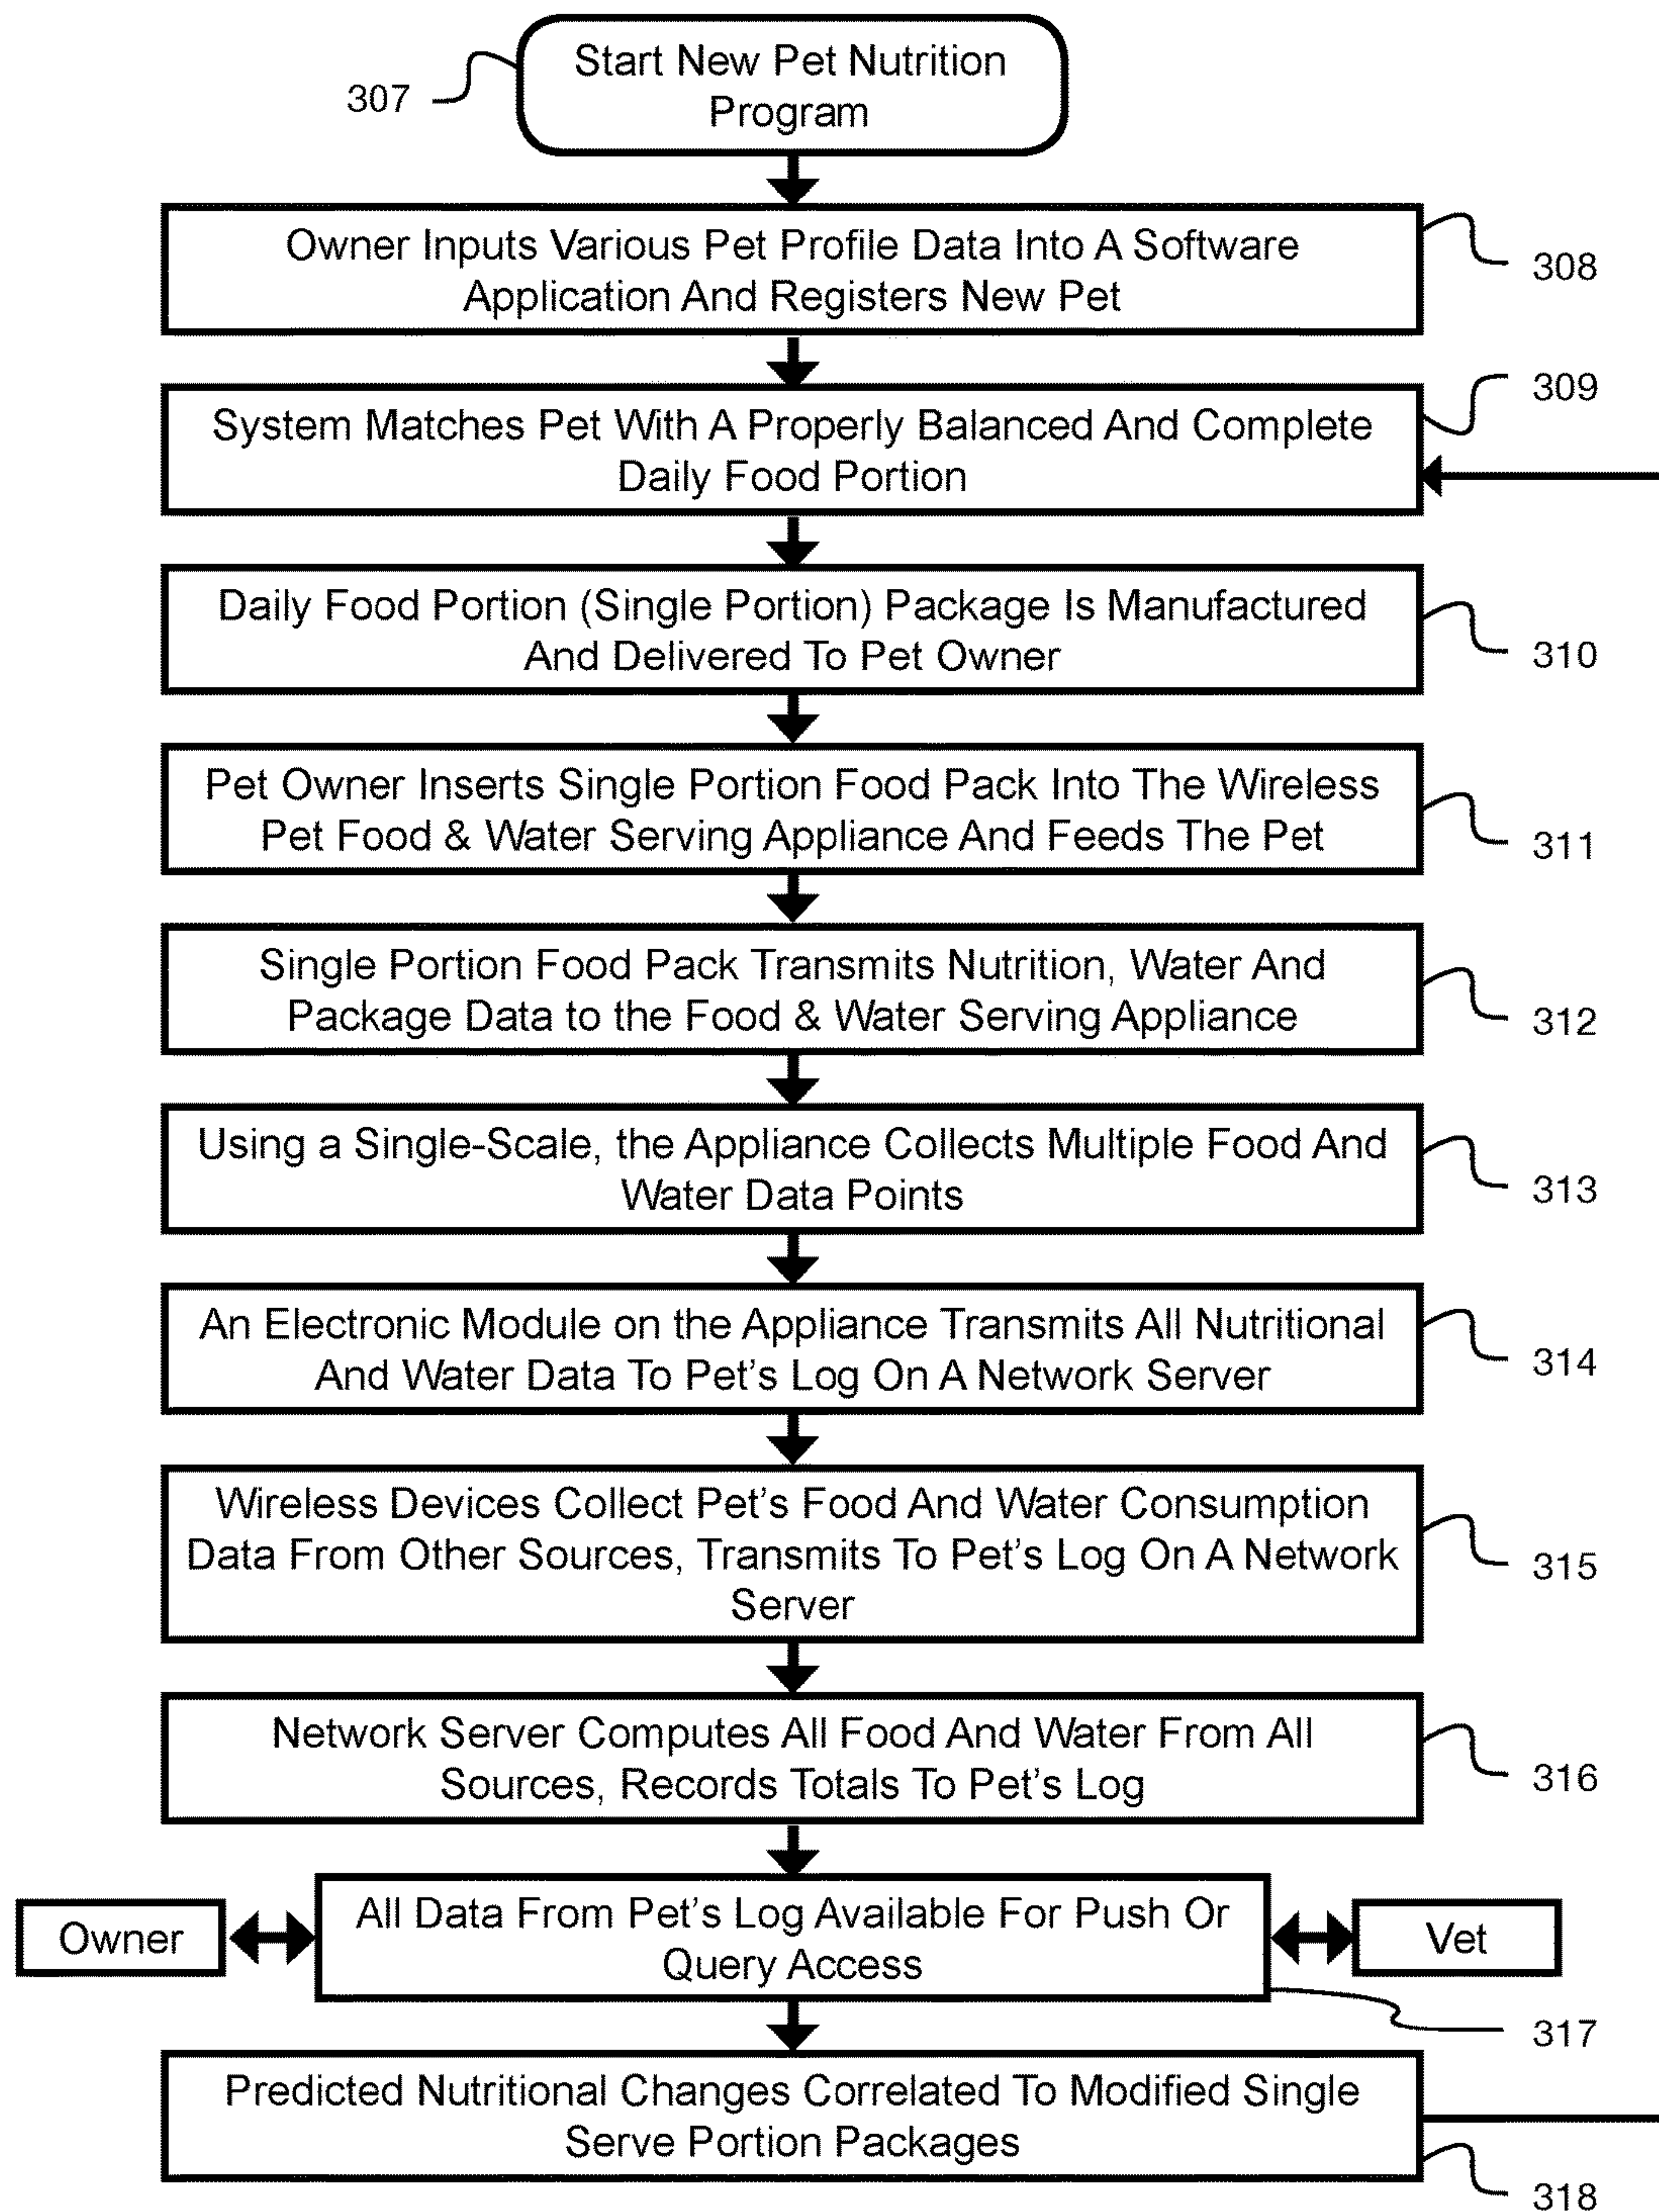 Start New Pet Nutrition
Program
307
Owner Inputs Various Pet Profile Data Into A Software
Application And Registers New Pet
308
System Matches Pet With A Properly Balanced And Complete
Daily Food Portion
309
Daily Food Portion (Single Portion) Package Is Manufactured
And Delivered To Pet Owner
310
Pet Owner Inserts Single Portion Food Pack Into The Wireless
Pet Food & Water Serving Appliance And Feeds The Pet
311
Single Portion Food Pack Transmits Nutrition, Water And
Package Data to the Food & Water Serving Appliance
312
Using a Single-Scale, the Appliance Collects Multiple Food And
Water Data Points
313
An Electronic Module on the Appliance Transmits All Nutritional
And Water Data To Pet's Log On A Network Server
314
Wireless Devices Collect Pet's Food And Water Consumption
Data From Other Sources, Transmits To Pet's Log On A Network
Server
315
Network Server Computes All Food And Water From All
Sources, Records Totals To Pet's Log
316
Owner
All Data From Pet's Log Available For Push Or
Query Access
Vet
317
Predicted Nutritional Changes Correlated To Modified Single
Serve Portion Packages
318